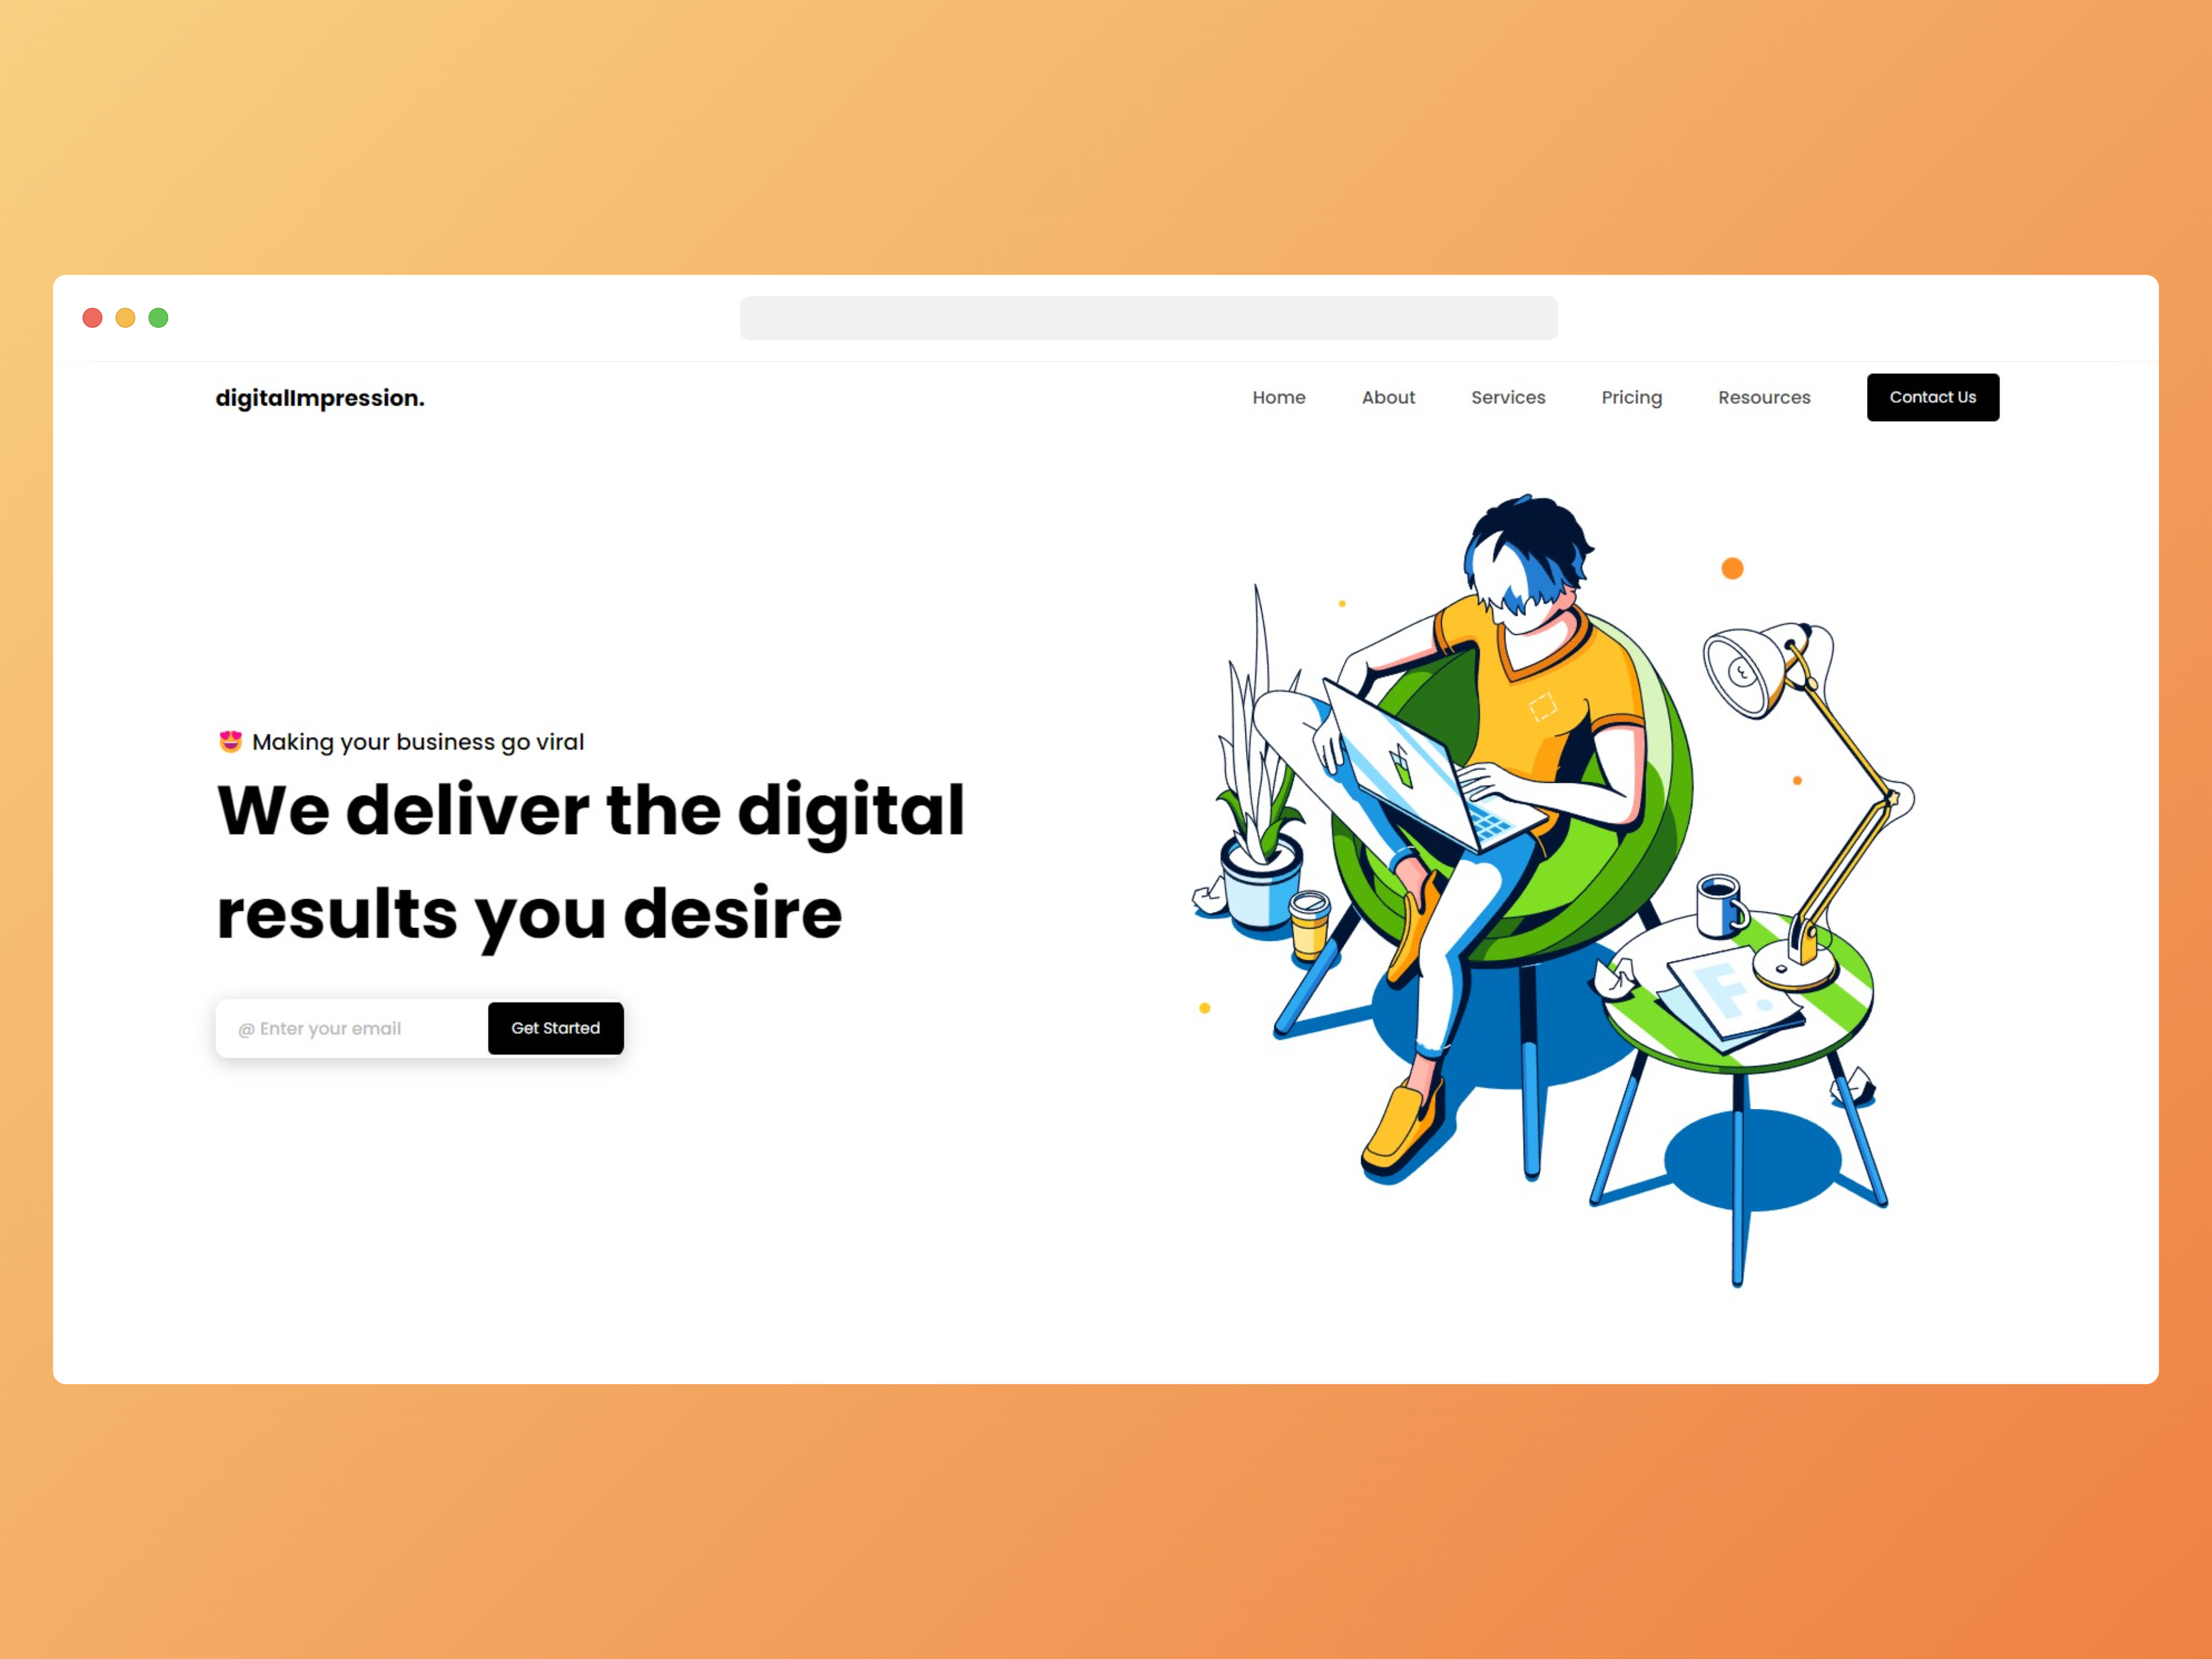 digitalImpression.
Home About Services Pricing Resources Contact Us
😍 Making your business go viral
We deliver the digital
results you desire
@ Enter your email Get Started
F.